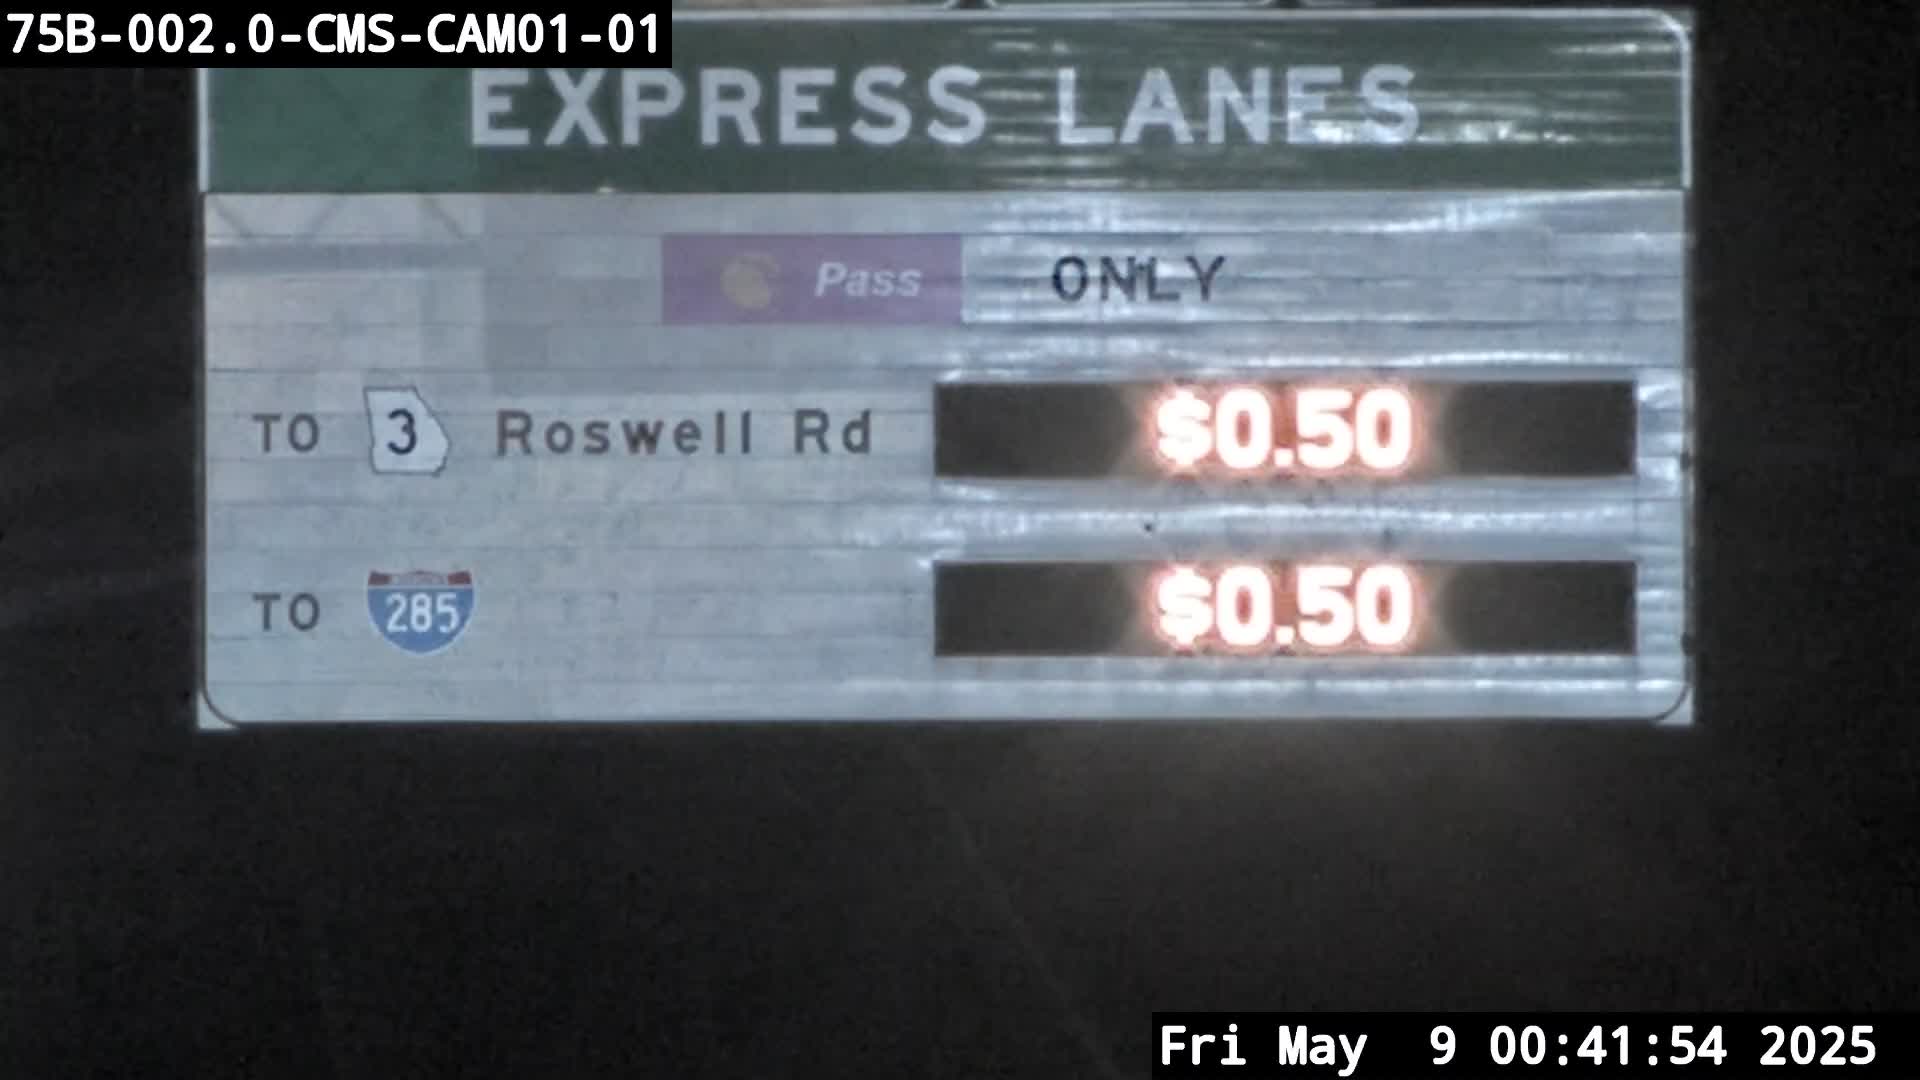 75B-002.0-CMS-CAM01-01
EXPRESS LANES
Pass ONLY
TO 3 Roswell Rd $0.50
TO 285 $0.50
Fri May 9 00:41:54 2025